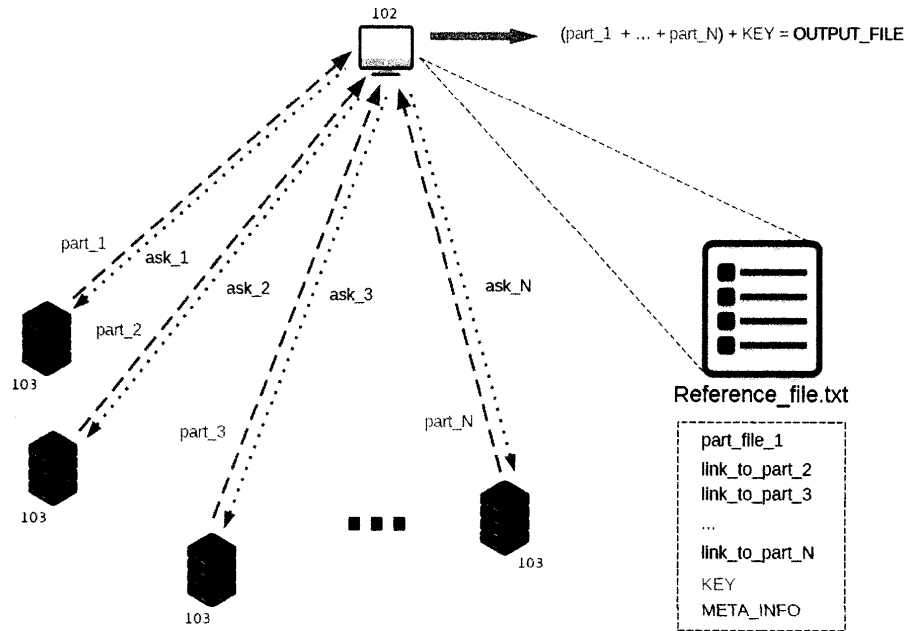 102
(part_1 + ... + part_N) + KEY = OUTPUT_FILE
part_1
ask_1
ask_2
ask_3
ask_N
part_2
103
part_3
part_N
103
103
103
Reference_file.txt
part_file_1
link_to_part_2
link_to_part_3
...
link_to_part_N
KEY
META_INFO